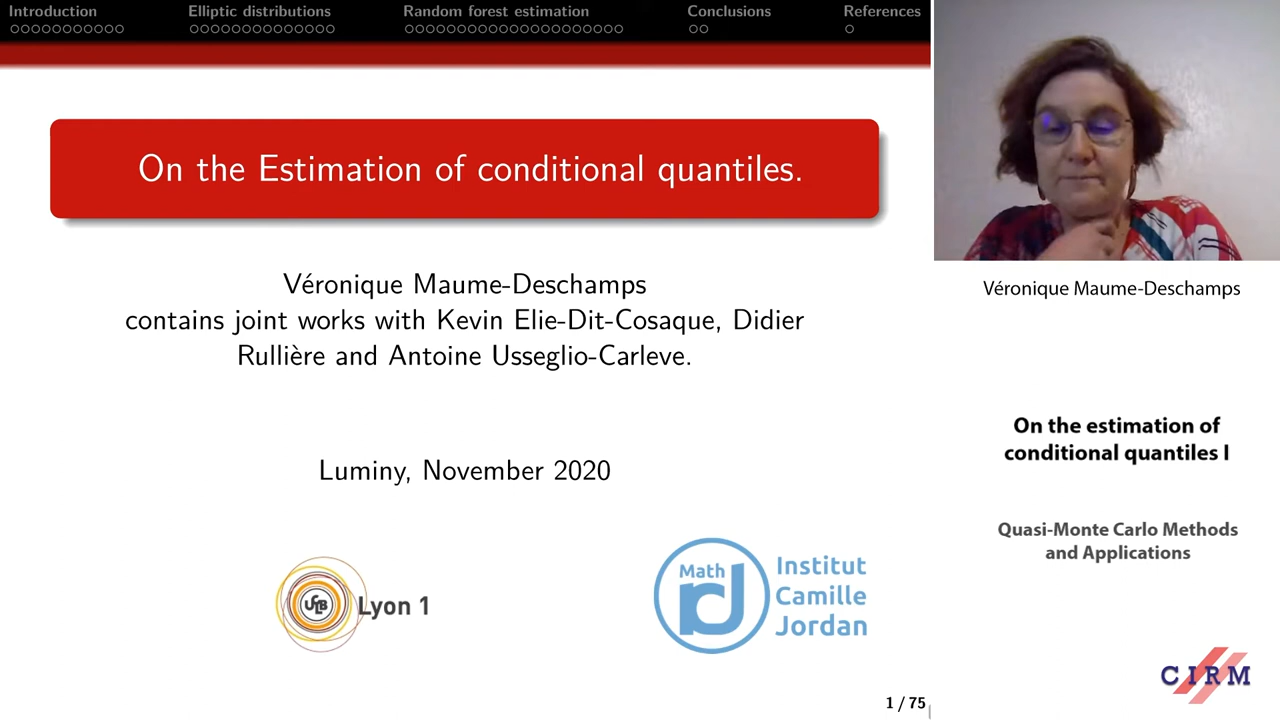 Introduction
Elliptic distributions
Random forest estimation
Conclusions
References
On the Estimation of conditional quantiles.
Véronique Maume-Deschamps
contains joint works with Kevin Elie-Dit-Cosaque, Didier
Rullière and Antoine Usseglio-Carleve.
Luminy, November 2020
Lyon 1
Math
Institut
Camille
Jordan
1 / 75
Véronique Maume-Deschamps
On the estimation of
conditional quantiles I
Quasi-Monte Carlo Methods
and Applications
CIRM